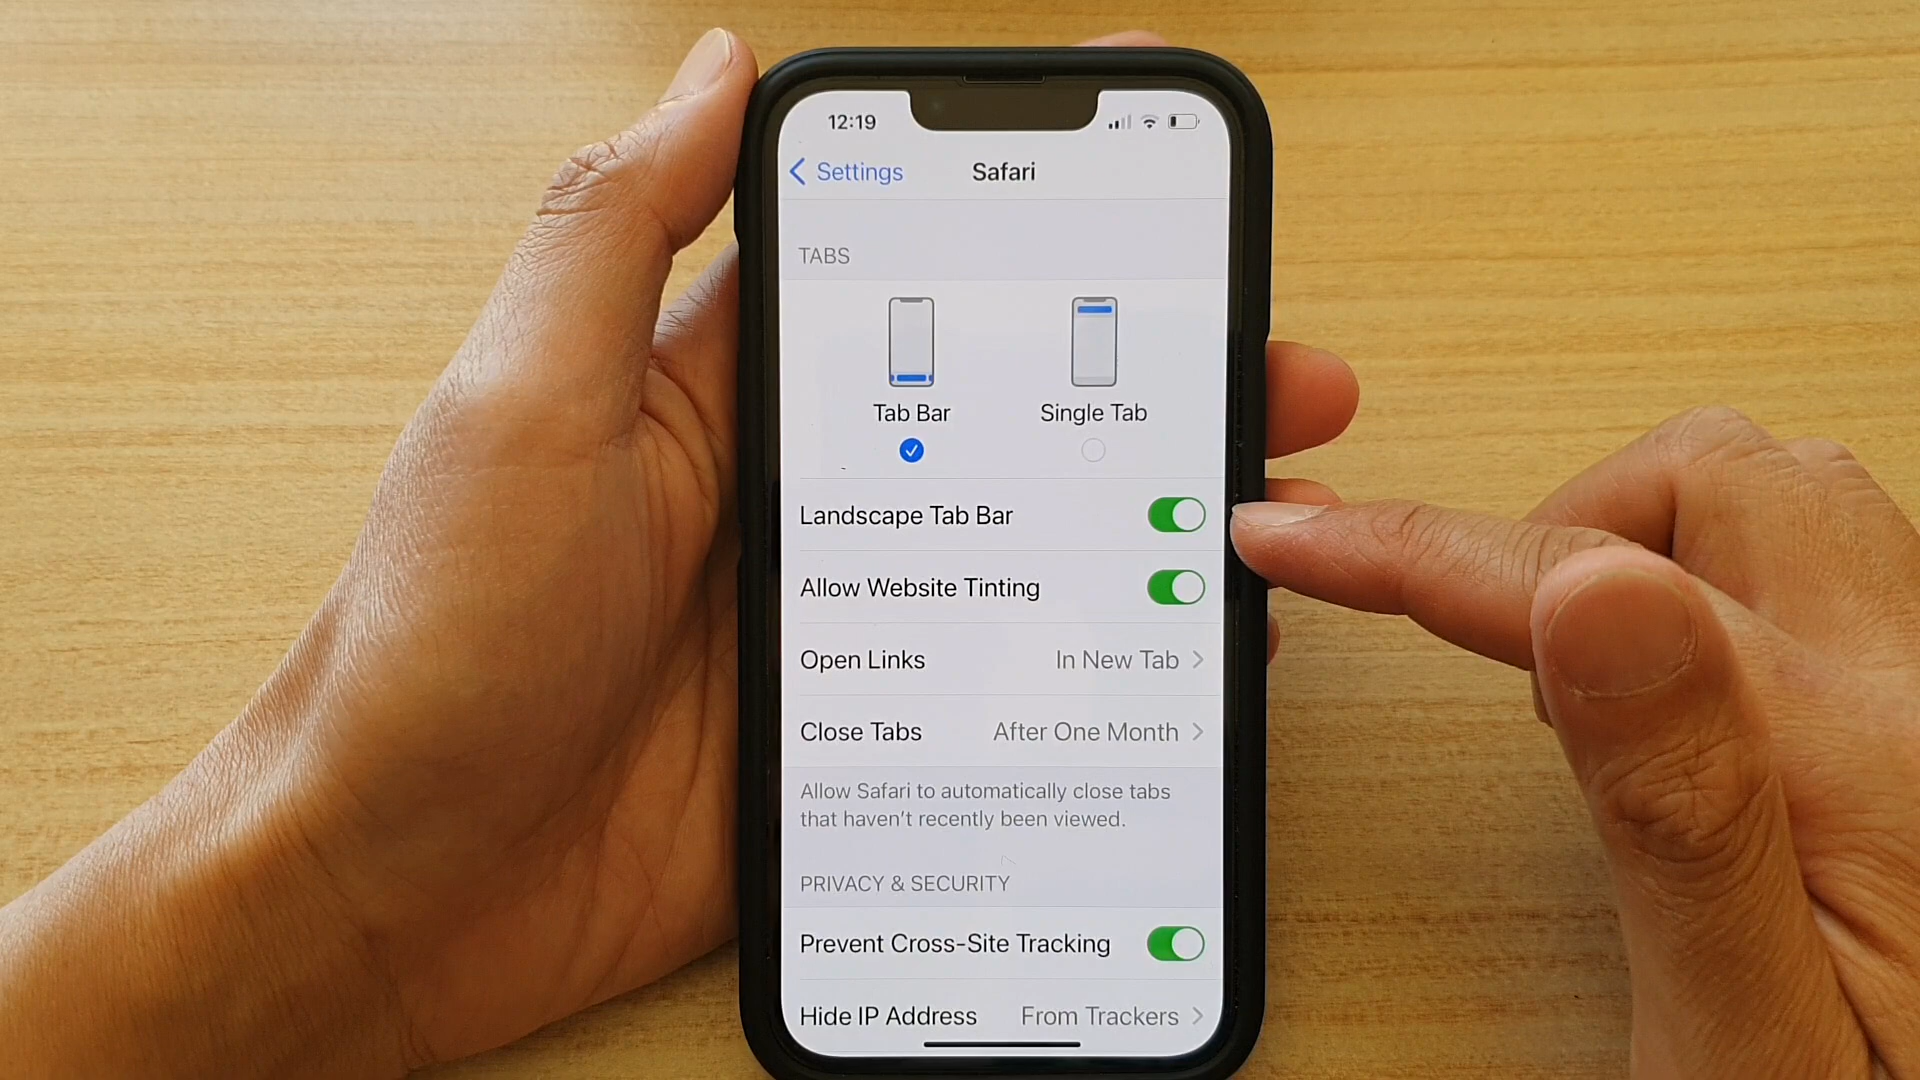 12:19
Settings
Safari
TABS
Tab Bar
Single Tab
Landscape Tab Bar
Allow Website Tinting
Open Links
In New Tab
Close Tabs
After One Month
Allow Safari to automatically close tabs
that haven't recently been viewed.
PRIVACY & SECURITY
Prevent Cross-Site Tracking
Hide IP Address
From Trackers